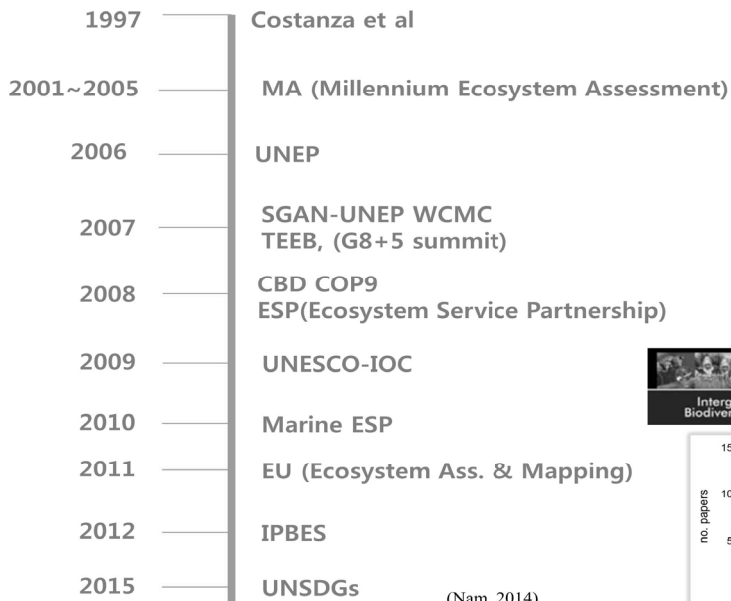 1997 Costanza et al
2001~2005 MA (Millennium Ecosystem Assessment)
2006 UNEP
2007 SGAN-UNEP WCMC
TEEB, (G8+5 summit)
2008 CBD COP9
ESP(Ecosystem Service Partnership)
2009 UNESCO-IOC
2010 Marine ESP
2011 EU (Ecosystem Ass. & Mapping)
2012 IPBES
2015 UNSDGs
(Nam, 2014)
no. papers